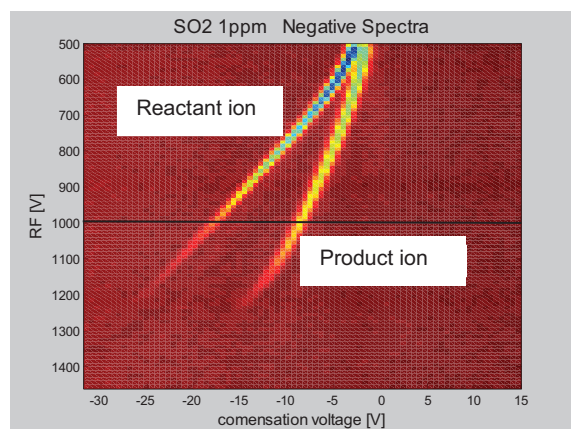 SO2 1ppm Negative Spectra
500
600
700
800
900
1000
1100
1200
1300
1400
RF [V]
Reactant ion
Product ion
-30 -25 -20 -15 -10 -5 0 5 10 15
comensation voltage [V]